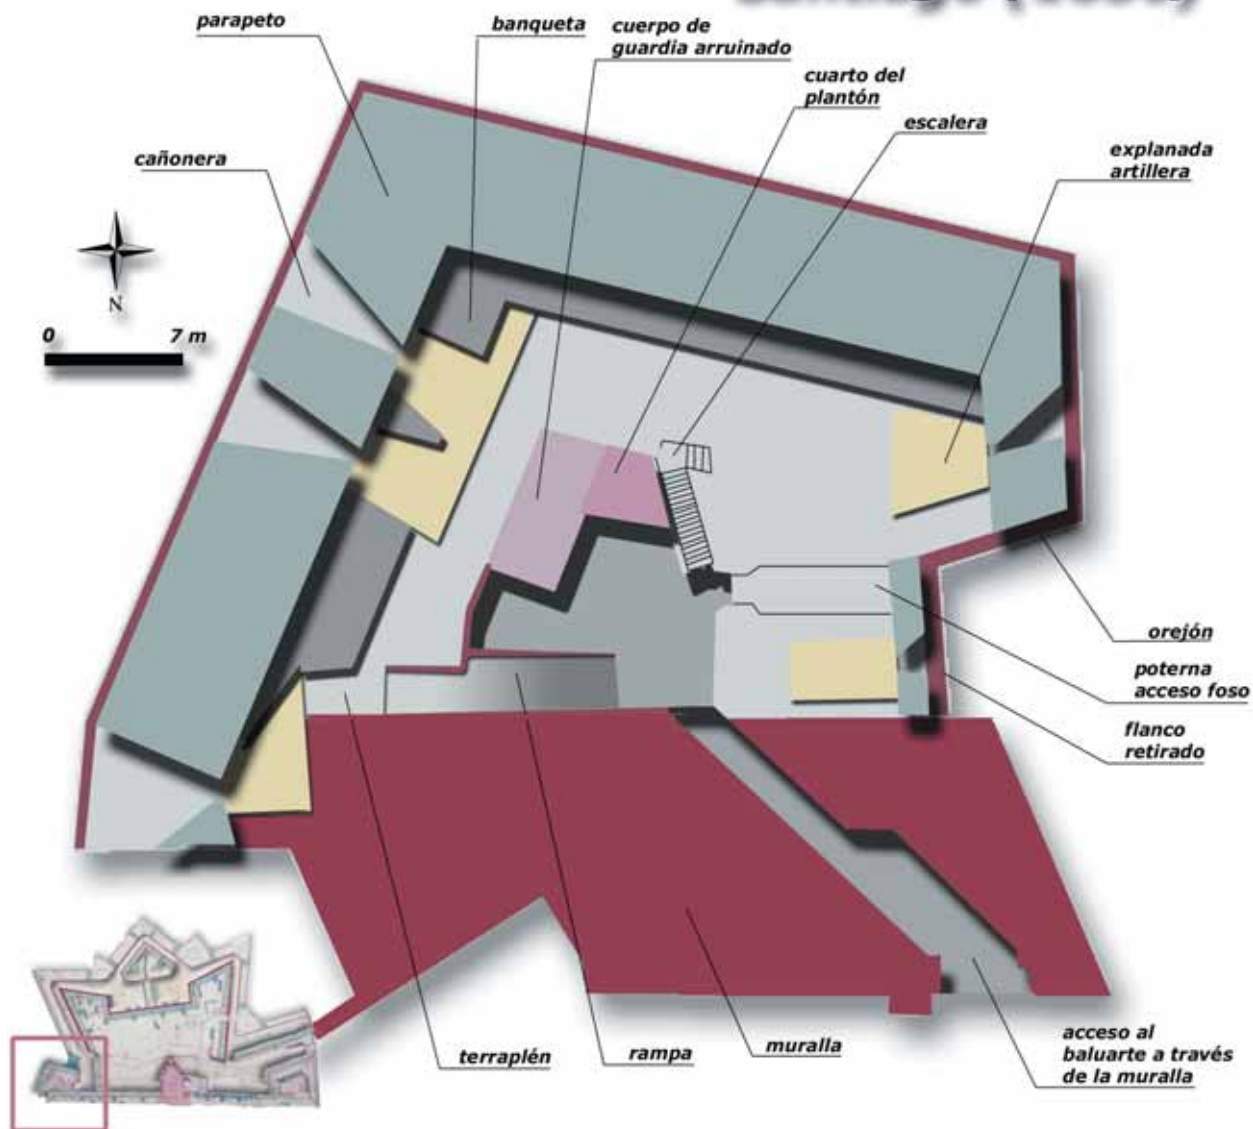 parapeto
banqueta
cuerpo de
guardia arruinado
cuarto del
plantón
escalera
explanada
artillera
cañonera
N
0 7 m
orejón
poterna
acceso foso
flanco
retirado
terraplén
rampa
muralla
acceso al
baluarte a través
de la muralla